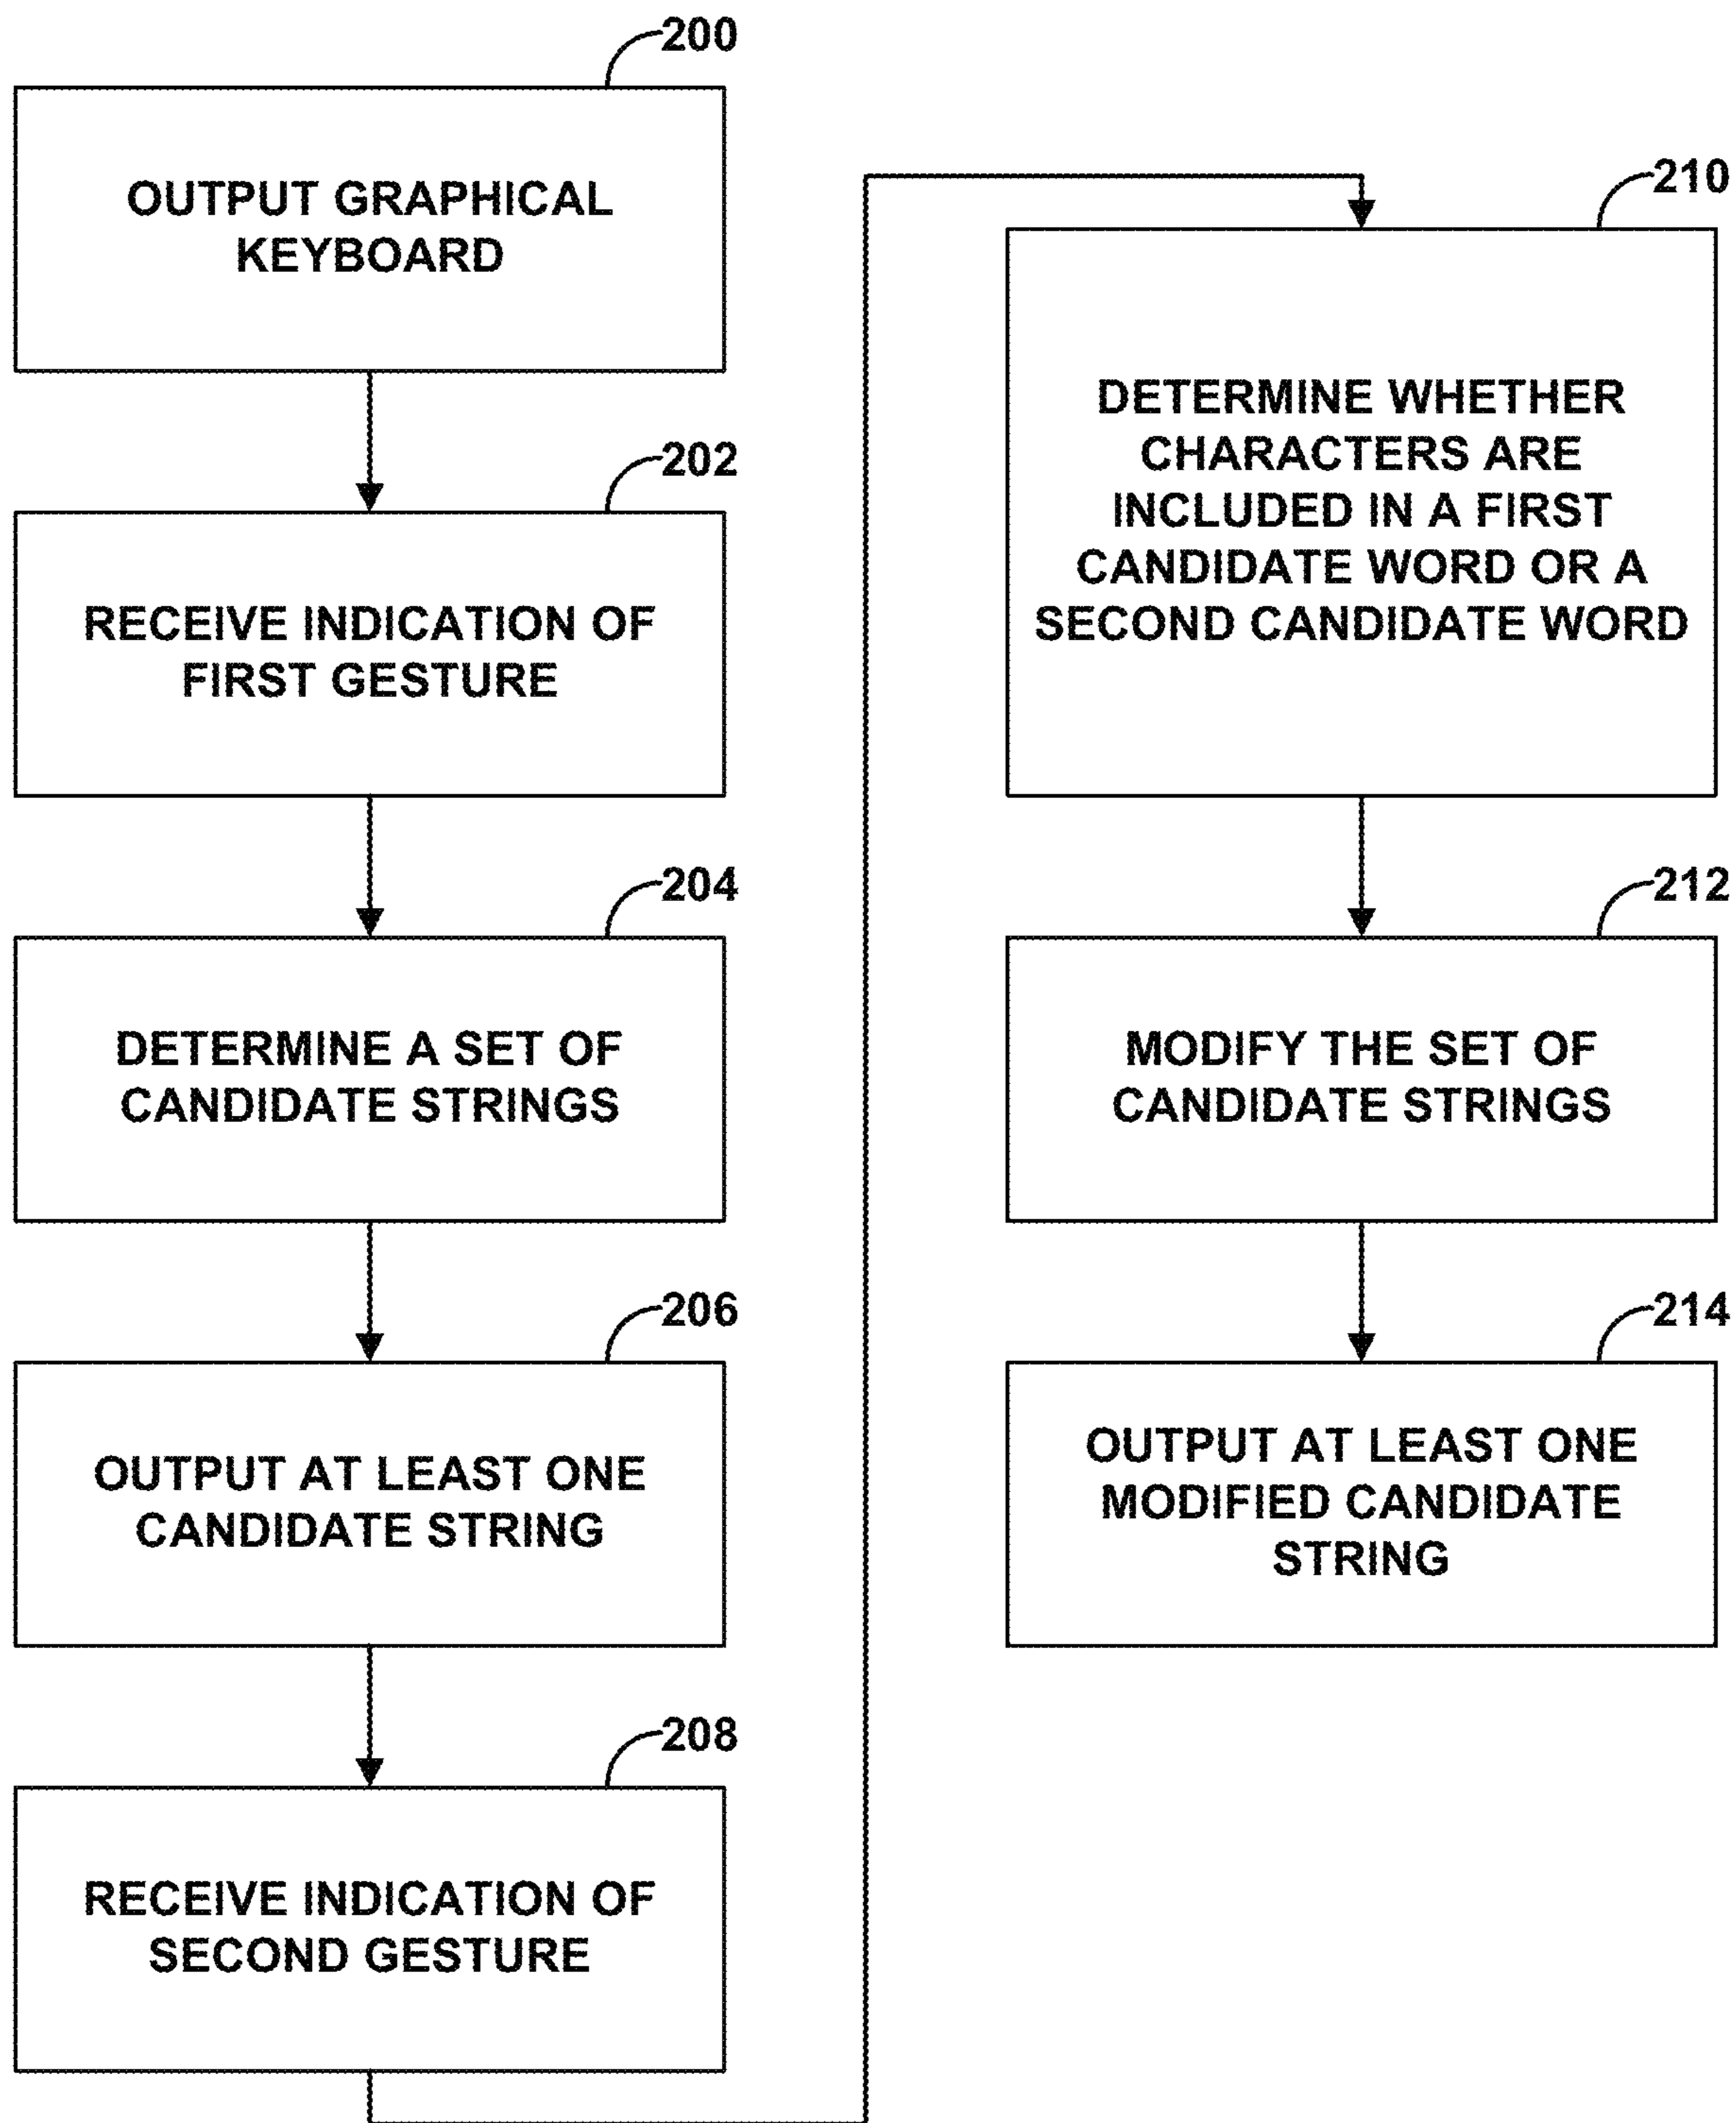 200
OUTPUT GRAPHICAL
KEYBOARD
202
RECEIVE INDICATION OF
FIRST GESTURE
204
DETERMINE A SET OF
CANDIDATE STRINGS
206
OUTPUT AT LEAST ONE
CANDIDATE STRING
208
RECEIVE INDICATION OF
SECOND GESTURE
210
DETERMINE WHETHER
CHARACTERS ARE
INCLUDED IN A FIRST
CANDIDATE WORD OR A
SECOND CANDIDATE WORD
212
MODIFY THE SET OF
CANDIDATE STRINGS
214
OUTPUT AT LEAST ONE
MODIFIED CANDIDATE
STRING